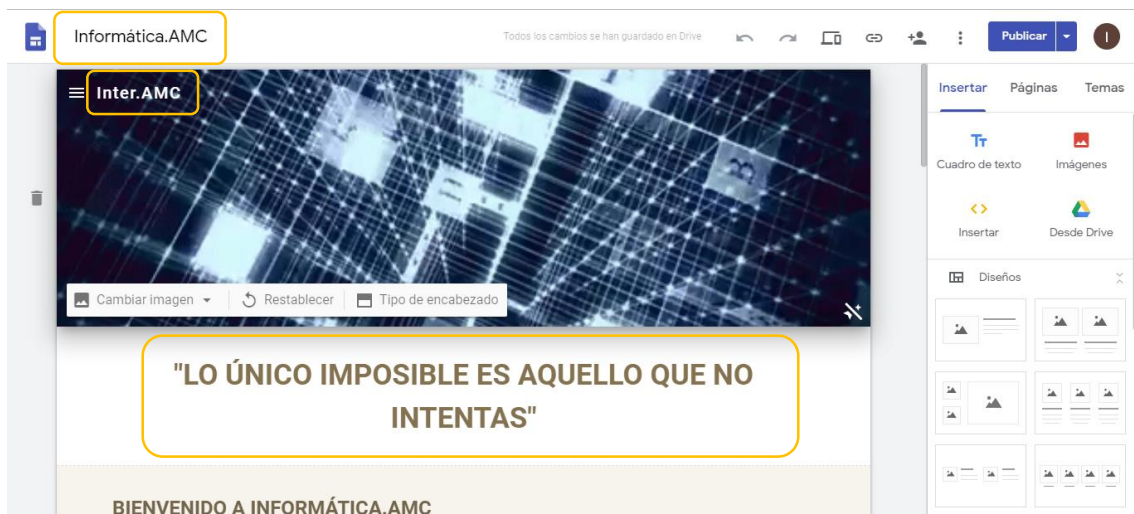 Informática.AMC
Todos los cambios se han guardado en Drive
Publicar
I
Inter.AMC
Insertar Páginas Temas
Cuadro de texto Imágenes
Insertar Desde Drive
Diseños
Cambiar imagen Restablecer Tipo de encabezado
"LO ÚNICO IMPOSIBLE ES AQUELLO QUE NO
INTENTAS"
BIENVENIDO A INFORMÁTICA.AMC